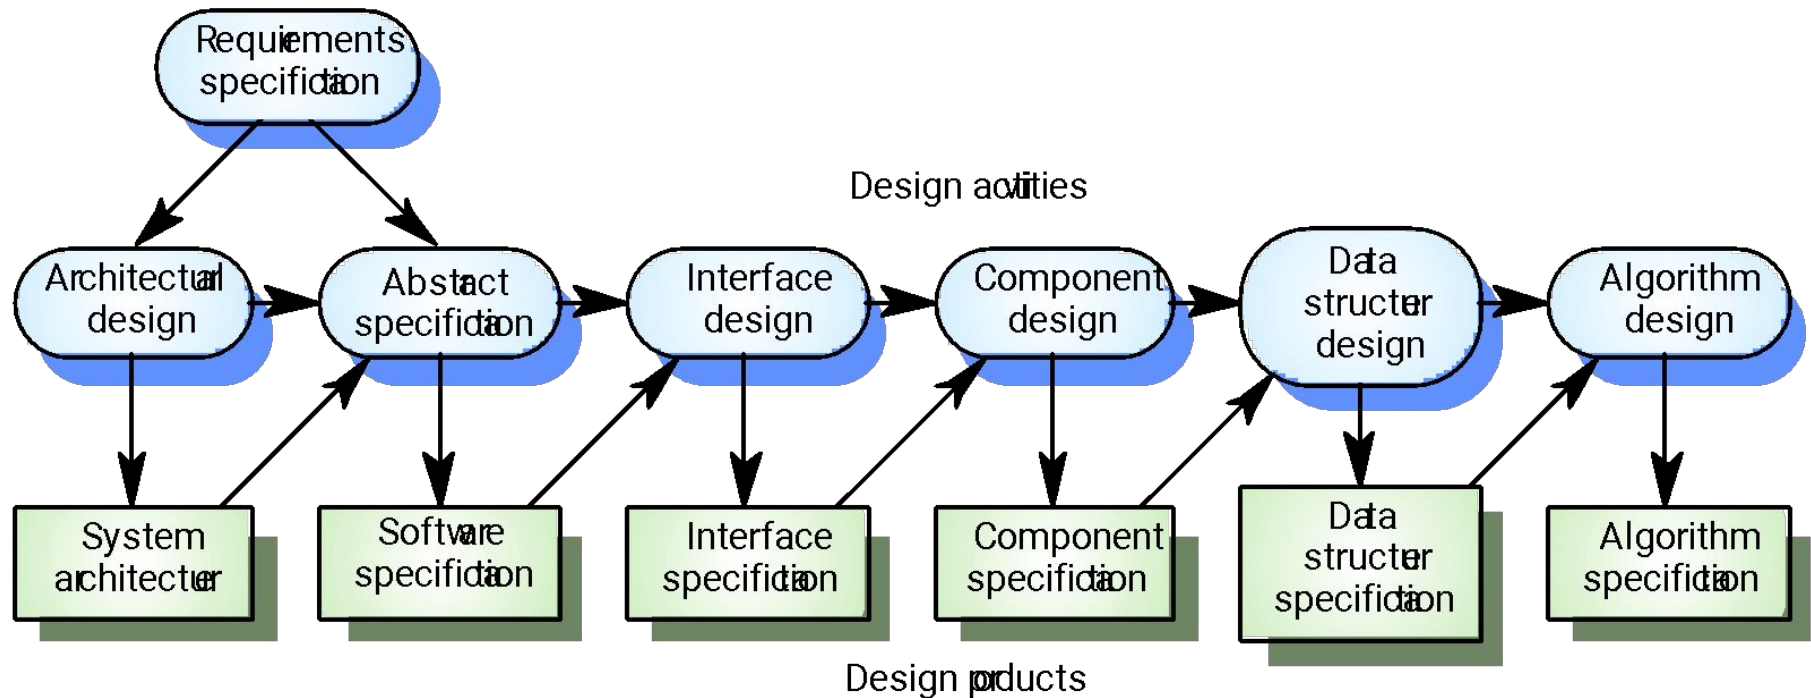 Requirements
specification
Design activities
Architectural
design
Abstract
specification
Interface
design
Component
design
Data
structure
design
Algorithm
design
System
architecture
Software
specification
Interface
specification
Component
specification
Data
structure
specification
Algorithm
specification
Design products